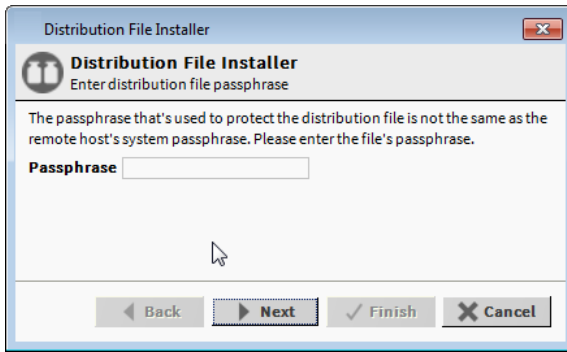 Distribution File Installer
Distribution File Installer
Enter distribution file passphrase
The passphrase that's used to protect the distribution file is not the same as the
remote host's system passphrase. Please enter the file's passphrase.
Passphrase
Back Next Finish Cancel